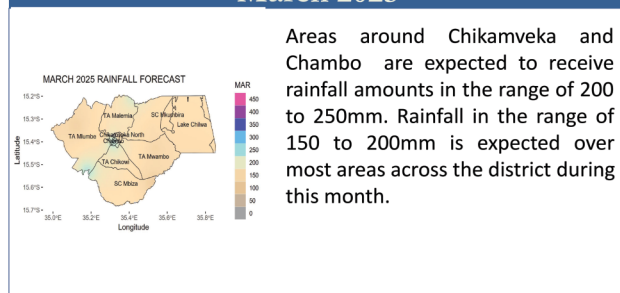 March 2025
Areas around Chikamveka and
Chambo are expected to receive
rainfall amounts in the range of 200
to 250mm. Rainfall in the range of
150 to 200mm is expected over
most areas across the district during
this month.
MARCH 2025 RAINFALL FORECAST
MAR
450
400
350
300
250
200
150
100
50
0
Latitude
15.2°S
15.3°S
15.4°S
15.5°S
15.6°S
15.7°S
TA Malemia
SC Mkumbira
Lake Chilwa
TA Mlumbe
Chikamveka North
Chambo
TA Mwambo
TA Chikowi
SC Mbiza
35.0°E 35.2°E 35.4°E 35.6°E 35.8°E
Longitude